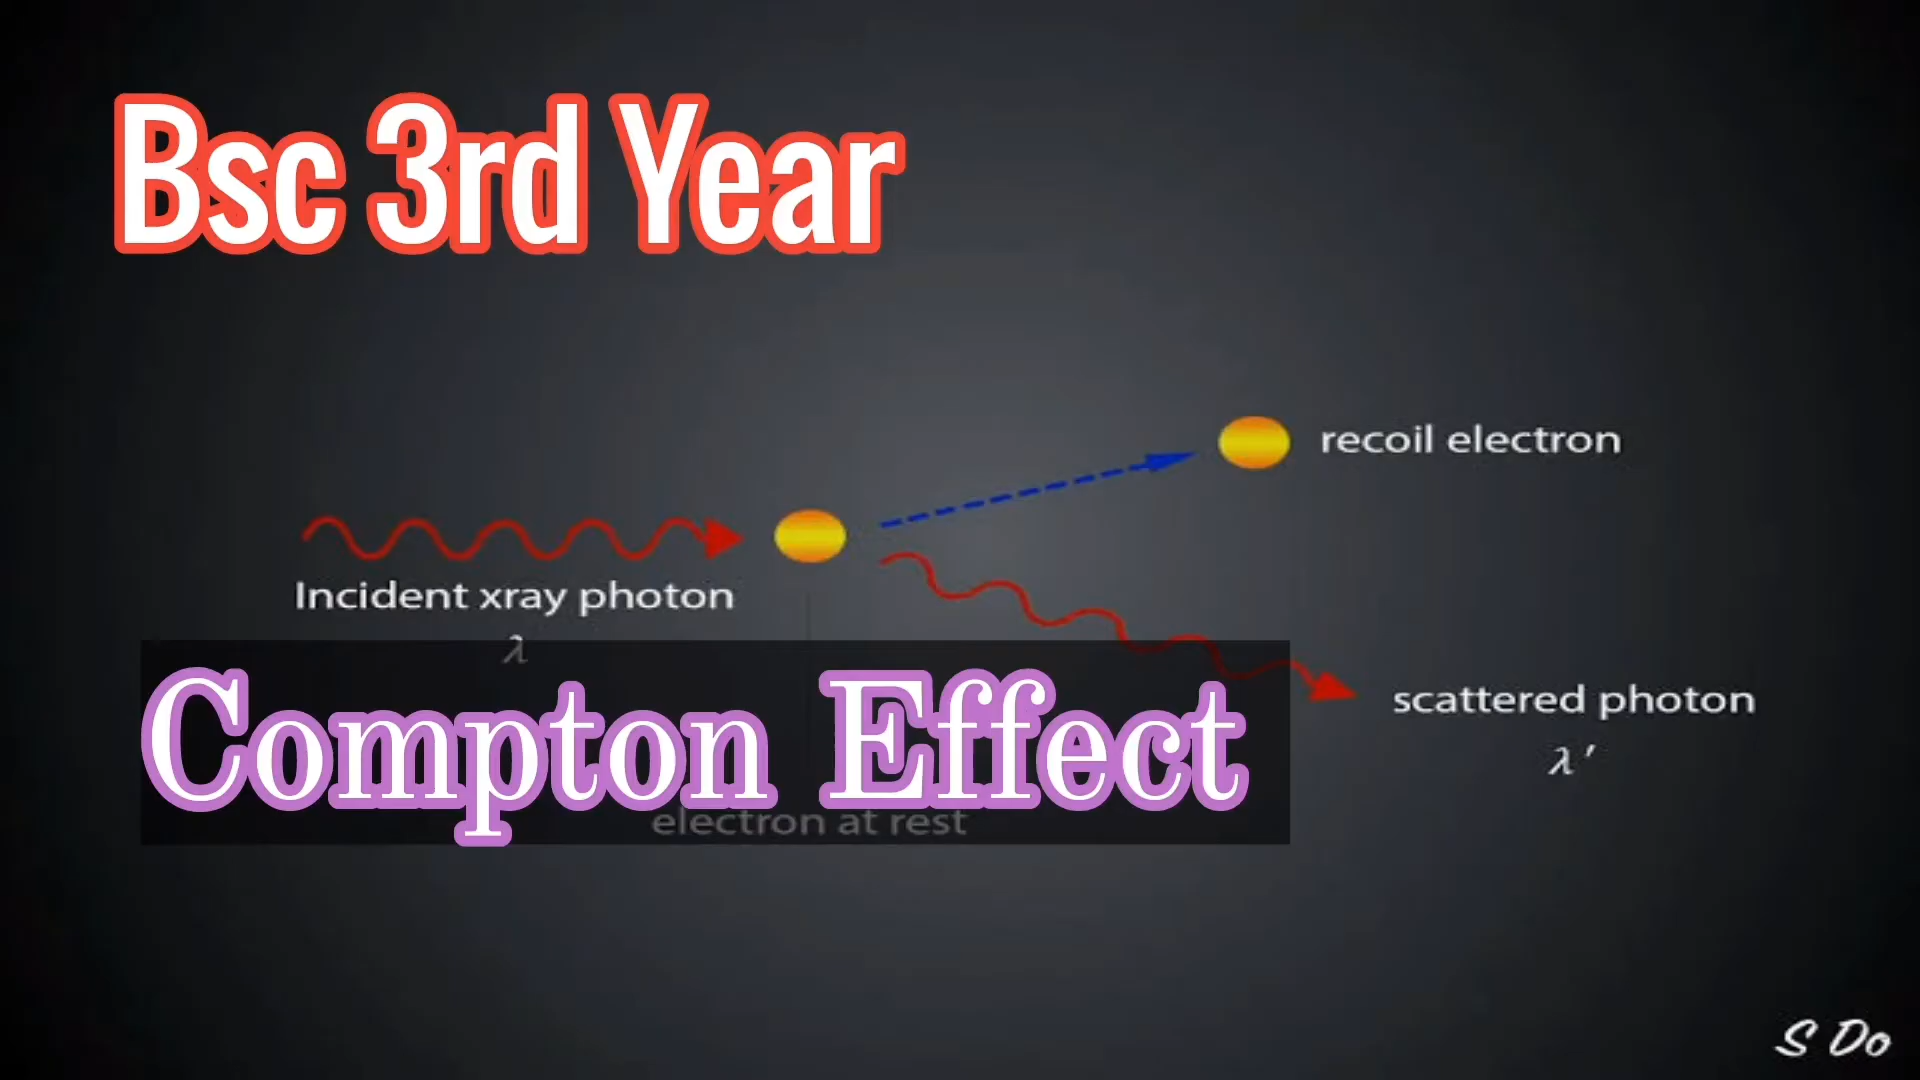 Bsc 3rd Year
recoil electron
Incident xray photon
λ
Compton Effect
scattered photon
λ '
electron at rest
S Do